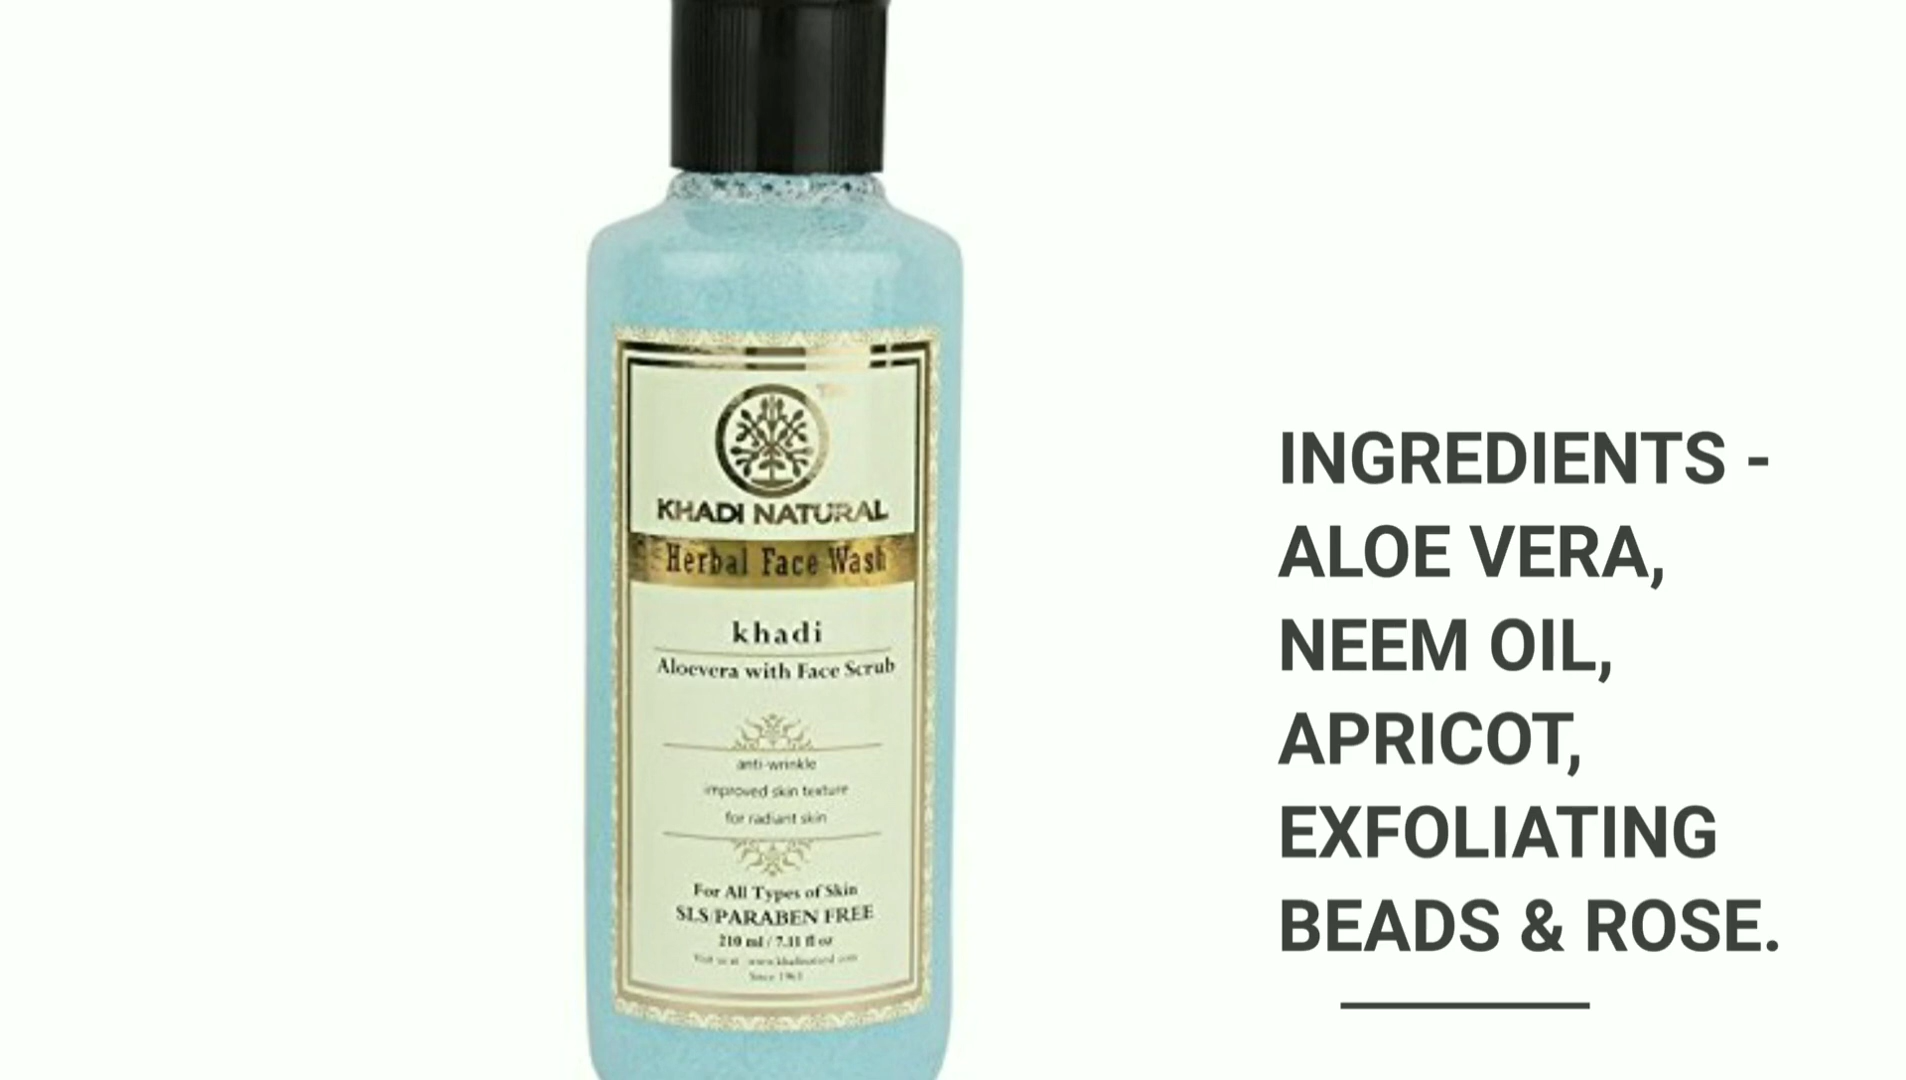 KHADI NATURAL
Herbal Face Wash
khadi
Aloevera with Face Scrub
anti-wrinkle
improved skin texture
for radiant skin
For All Types of Skin
SLS/PARABEN FREE
210 ml / 7.11 fl oz
Since
INGREDIENTS -
ALOE VERA,
NEEM OIL,
APRICOT,
EXFOLIATING
BEADS & ROSE.